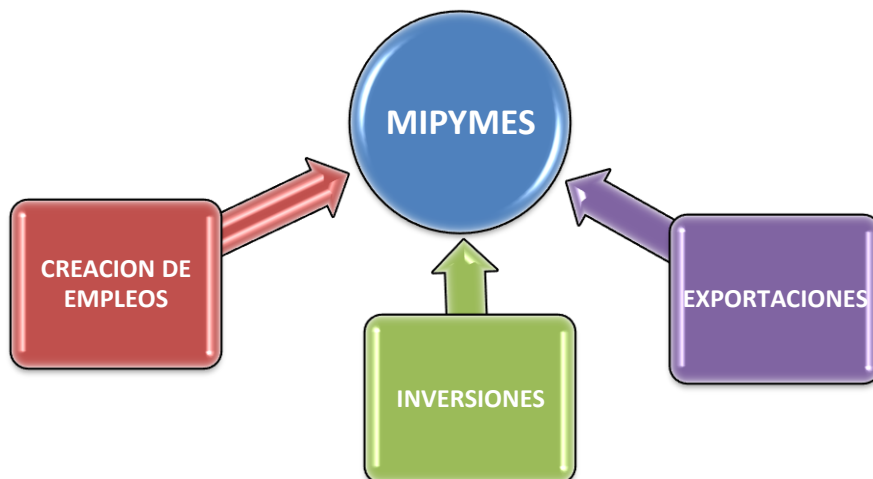 MIPYMES
CREACION DE
EMPLEOS
EXPORTACIONES
INVERSIONES